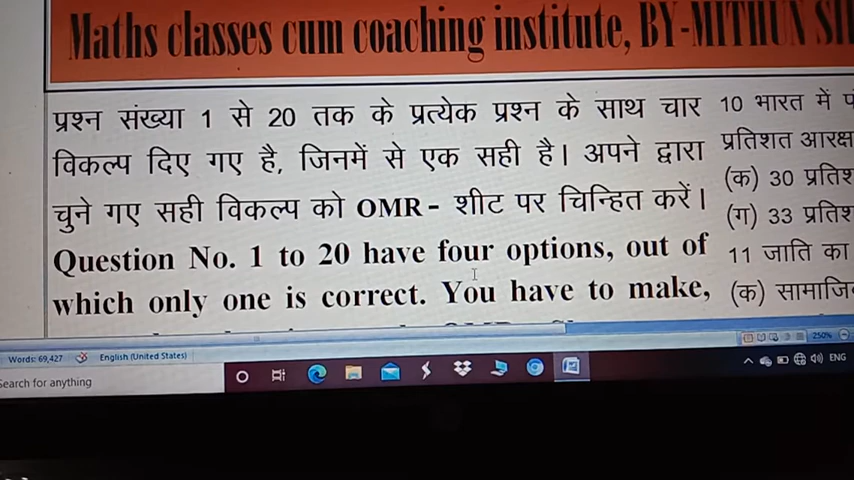 Maths classes cum coaching institute, BY-MITHUN
प्रश्न संख्या 1 से 20 तक के प्रत्येक प्रश्न के साथ चार
विकल्प दिए गए है, जिनमें से एक सही है। अपने द्वारा
चुने गए सही विकल्प को OMR- शीट पर चिन्हित करें।
Question No. 1 to 20 have four options, out of
which only one is correct. You have to make,
10 भारत में
प्रतिशत
(क) 30
(ग) 33
11 जाति का
(क)
Words: 69,427 English (United States)
250%
Search for anything
ENG